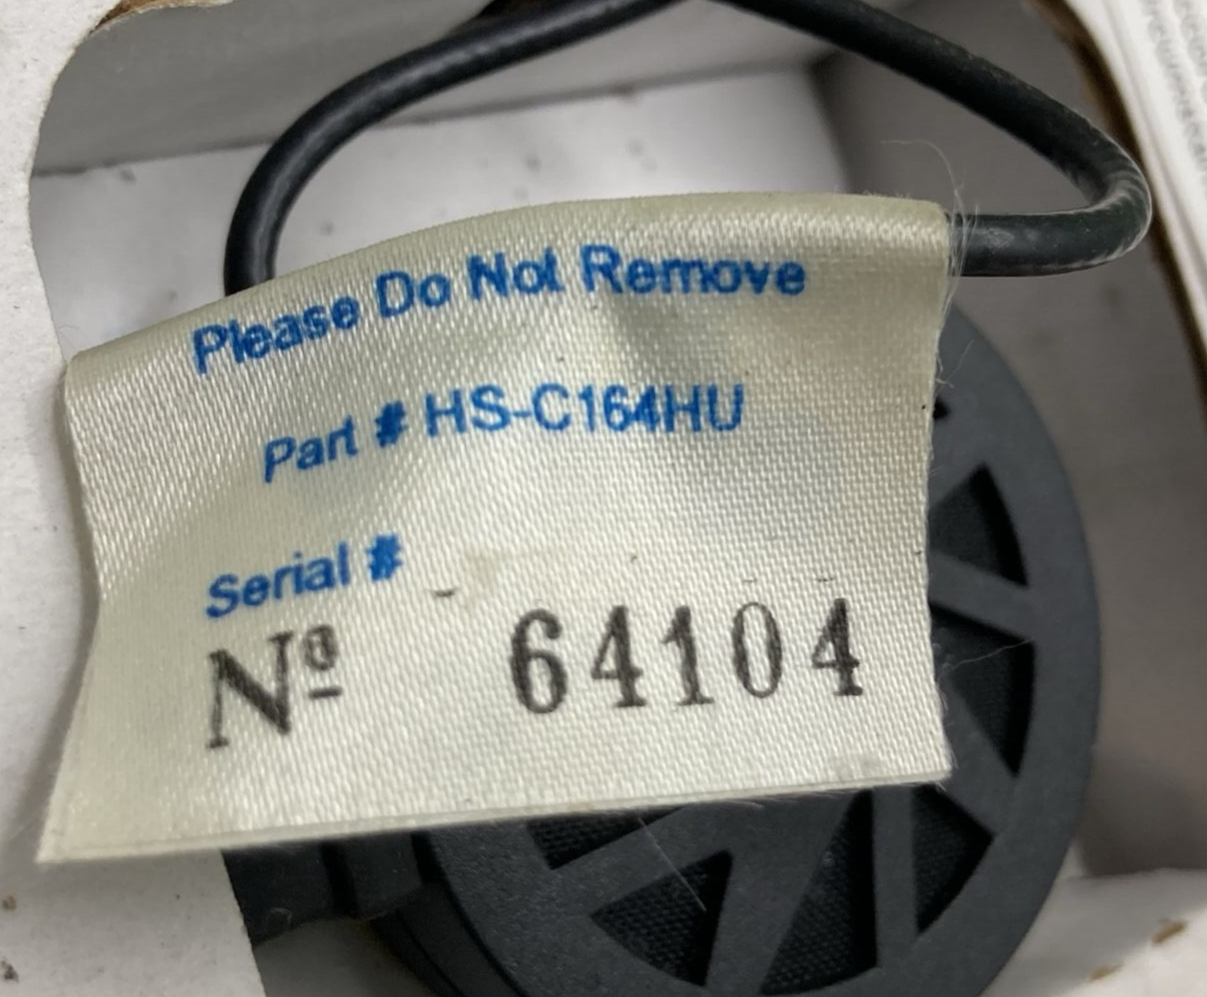 Please Do Not Remove
Part # HS-C164HU
Serial #
Nº 64104